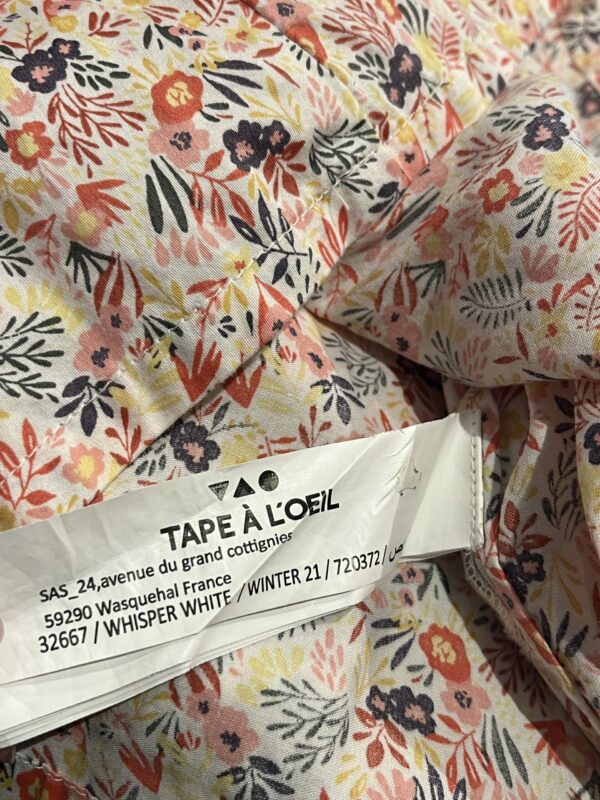 TAPE À L'OEIL
SAS_24,avenue du grand cottignies
59290 Wasquehal France
32667 / WHISPER WHITE / WINTER 21 / 720372 /